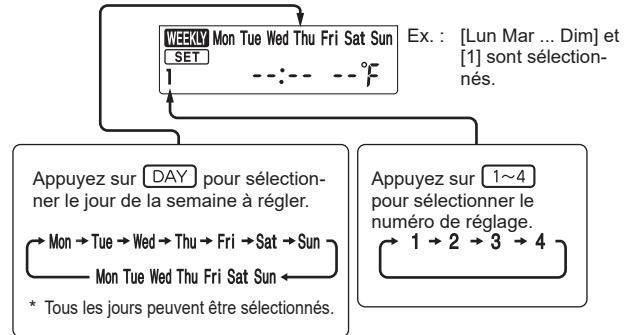 WEEKLY Mon Tue Wed Thu Fri Sat Sun
SET
1 --:-- --°F
Ex. : [Lun Mar ... Dim] et
[1] sont sélection-
nés.
Appuyez sur DAY pour sélection-
ner le jour de la semaine à régler.
Mon → Tue → Wed → Thu → Fri → Sat → Sun
Mon Tue Wed Thu Fri Sat Sun
* Tous les jours peuvent être sélectionnés.
Appuyez sur 1~4
pour sélectionner le
numéro de réglage.
1 → 2 → 3 → 4